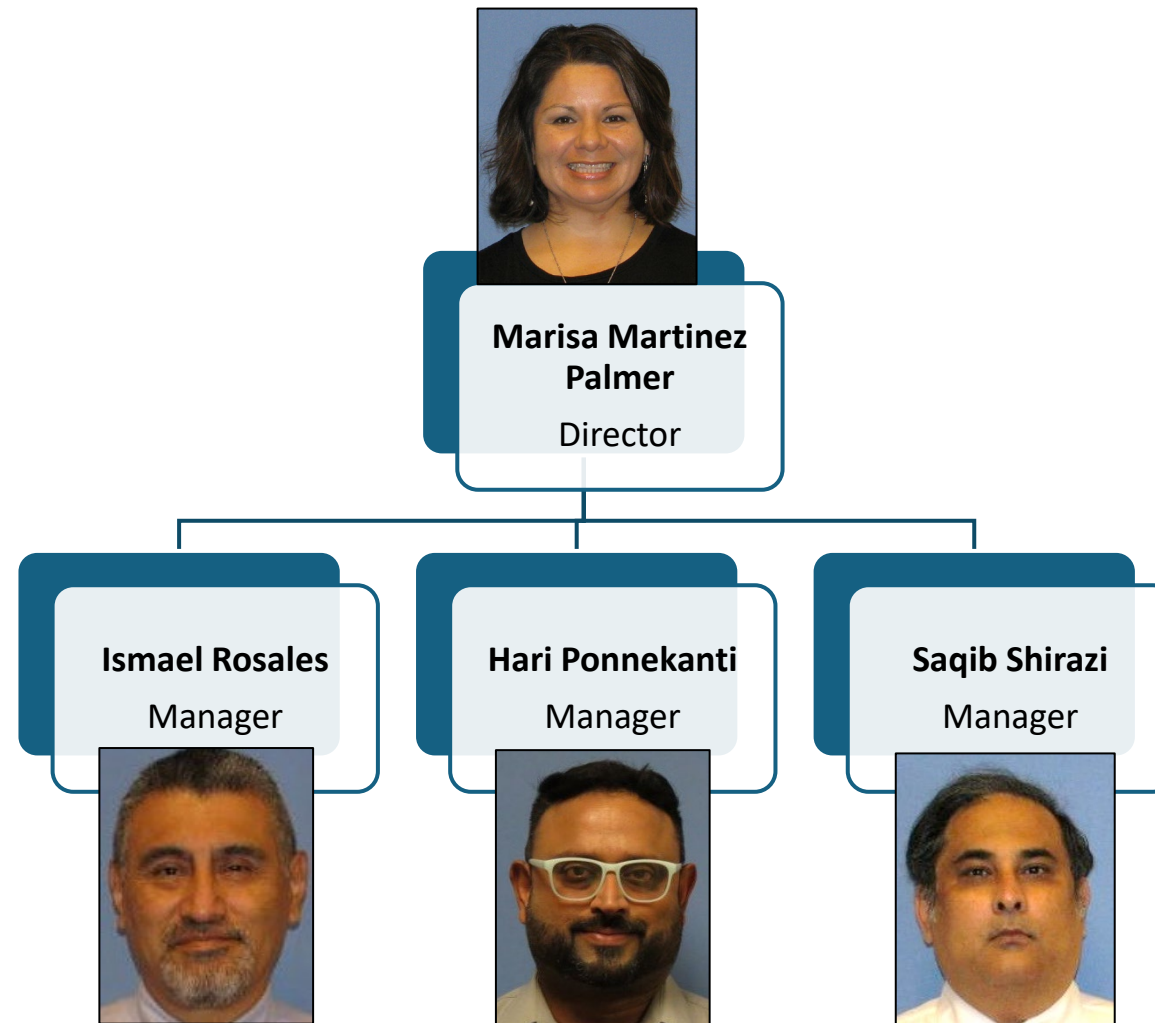 Marisa Martinez
Palmer
Director
Ismael Rosales
Manager
Hari Ponnekanti
Manager
Saqib Shirazi
Manager